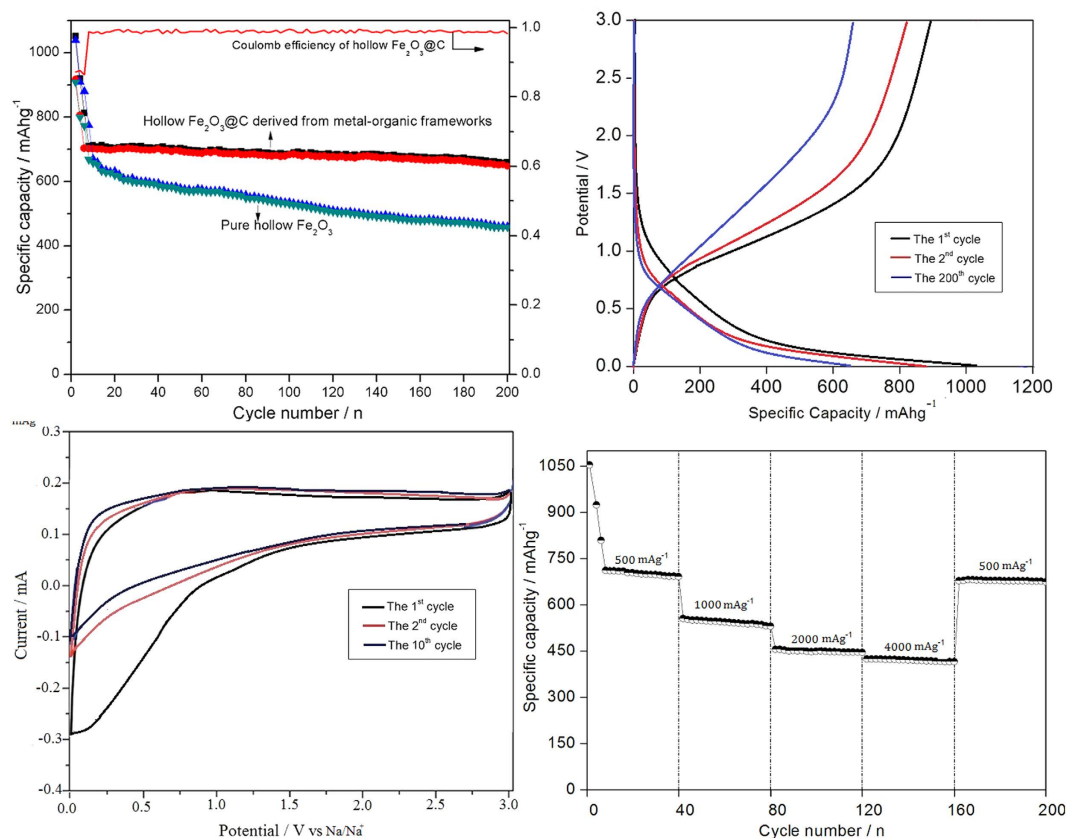 1000
800
600
400
200
0
Specific capacity / mAhg⁻¹
1.0
0.8
0.6
0.4
0.2
0.0
Coulomb efficiency of hollow Fe₂O₃@C
Hollow Fe₂O₃@C derived from metal-organic frameworks
Pure hollow Fe₂O₃
0 20 40 60 80 100 120 140 160 180 200
Cycle number / n
3.0
2.5
2.0
1.5
1.0
0.5
0.0
Potential / V
The 1ˢᵗ cycle
The 2ⁿᵈ cycle
The 200ᵗʰ cycle
0 200 400 600 800 1000 1200
Specific Capacity / mAhg⁻¹
0.3
0.2
0.1
0.0
-0.1
-0.2
-0.3
-0.4
Current / mA
The 1ˢᵗ cycle
The 2ⁿᵈ cycle
The 10ᵗʰ cycle
0.0 0.5 1.0 1.5 2.0 2.5 3.0
Potential / V vs Na/Na⁺
1050
900
750
600
450
300
150
0
Specific capacity / mAhg⁻¹
500 mAg⁻¹
1000 mAg⁻¹
2000 mAg⁻¹
4000 mAg⁻¹
500 mAg⁻¹
0 40 80 120 160 200
Cycle number / n